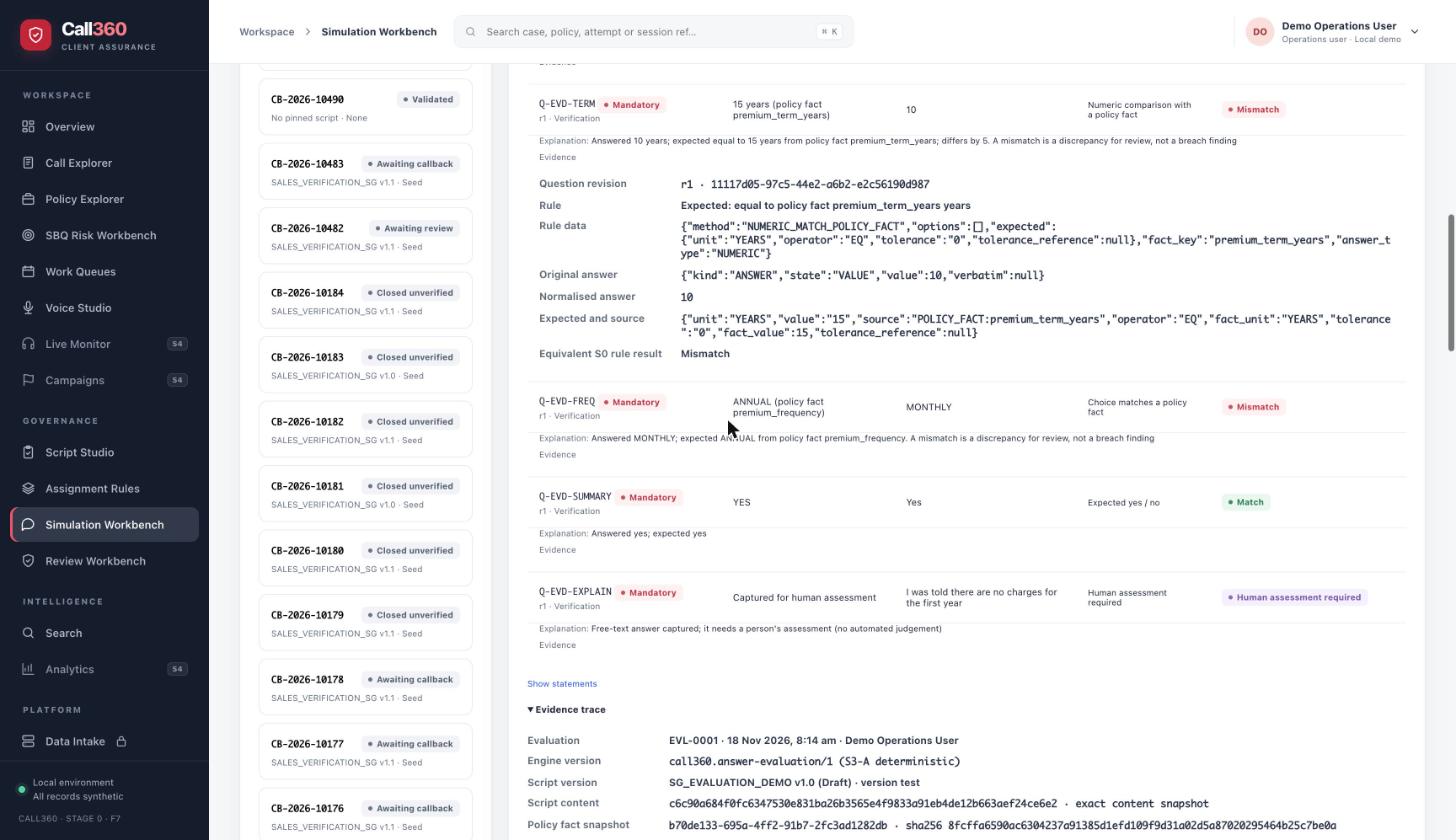 Call360
CLIENT ASSURANCE
WORKSPACE
Overview
Call Explorer
Policy Explorer
SBQ Risk Workbench
Work Queues
Voice Studio
Live Monitor S4
Campaigns S4
GOVERNANCE
Script Studio
Assignment Rules
Simulation Workbench
Review Workbench
INTELLIGENCE
Search
Analytics S4
PLATFORM
Data Intake
Local environment
All records synthetic
CALL360 · STAGE 0 · F7
Workspace > Simulation Workbench
Search case, policy, attempt or session ref...
⌘ K
DO
Demo Operations User
Operations user · Local demo
CB-2026-10490 Validated
No pinned script · None
CB-2026-10483 Awaiting callback
SALES_VERIFICATION_SG v1.1 · Seed
CB-2026-10482 Awaiting review
SALES_VERIFICATION_SG v1.1 · Seed
CB-2026-10184 Closed unverified
SALES_VERIFICATION_SG v1.1 · Seed
CB-2026-10183 Closed unverified
SALES_VERIFICATION_SG v1.0 · Seed
CB-2026-10182 Closed unverified
SALES_VERIFICATION_SG v1.1 · Seed
CB-2026-10181 Closed unverified
SALES_VERIFICATION_SG v1.0 · Seed
CB-2026-10180 Closed unverified
SALES_VERIFICATION_SG v1.1 · Seed
CB-2026-10179 Closed unverified
SALES_VERIFICATION_SG v1.1 · Seed
CB-2026-10178 Awaiting callback
SALES_VERIFICATION_SG v1.1 · Seed
CB-2026-10177 Awaiting callback
SALES_VERIFICATION_SG v1.1 · Seed
CB-2026-10176 Awaiting callback
SALES_VERIFICATION_SG v1.1 · Seed
Evidence
Q-EVD-TERM Mandatory
r1 · Verification
15 years (policy fact
premium_term_years)
10
Numeric comparison with
a policy fact
Mismatch
Explanation: Answered 10 years; expected equal to 15 years from policy fact premium_term_years; differs by 5. A mismatch is a discrepancy for review, not a breach finding
Evidence
Question revision r1 · 11117d05-97c5-44e2-a6b2-e2c56190d987
Rule Expected: equal to policy fact premium_term_years years
Rule data {"method":"NUMERIC_MATCH_POLICY_FACT","options":[],"expected":
{"unit":"YEARS","operator":"EQ","tolerance":"0","tolerance_reference":null},"fact_key":"premium_term_years","answer_t
ype":"NUMERIC"}
Original answer {"kind":"ANSWER","state":"VALUE","value":10,"verbatim":null}
Normalised answer 10
Expected and source {"unit":"YEARS","value":"15","source":"POLICY_FACT:premium_term_years","operator":"EQ","fact_unit":"YEARS","tolerance
":"0","fact_value":15,"tolerance_reference":null}
Equivalent S0 rule result Mismatch
Q-EVD-FREQ Mandatory
r1 · Verification
ANNUAL (policy fact
premium_frequency)
MONTHLY
Choice matches a policy
fact
Mismatch
Explanation: Answered MONTHLY; expected ANNUAL from policy fact premium_frequency. A mismatch is a discrepancy for review, not a breach finding
Evidence
Q-EVD-SUMMARY Mandatory
r1 · Verification
YES
Yes
Expected yes / no
Match
Explanation: Answered yes; expected yes
Evidence
Q-EVD-EXPLAIN Mandatory
r1 · Verification
Captured for human assessment
I was told there are no charges for
the first year
Human assessment
required
Human assessment required
Explanation: Free-text answer captured; it needs a person's assessment (no automated judgement)
Evidence
Show statements
▼ Evidence trace
Evaluation EVL-0001 · 18 Nov 2026, 8:14 am · Demo Operations User
Engine version call360.answer-evaluation/1 (S3-A deterministic)
Script version SG_EVALUATION_DEMO v1.0 (Draft) · version test
Script content c6c90a684f0fc6347530e831ba26b3565e4f9833a91eb4de12b663aef24ce6e2 · exact content snapshot
Policy fact snapshot b70de133-695a-4ff2-91b7-2fc3ad1282db · sha256 8fcffa6590ac6304237a91385d1efd109f9d31a02d5a87020295464b25c7be0a